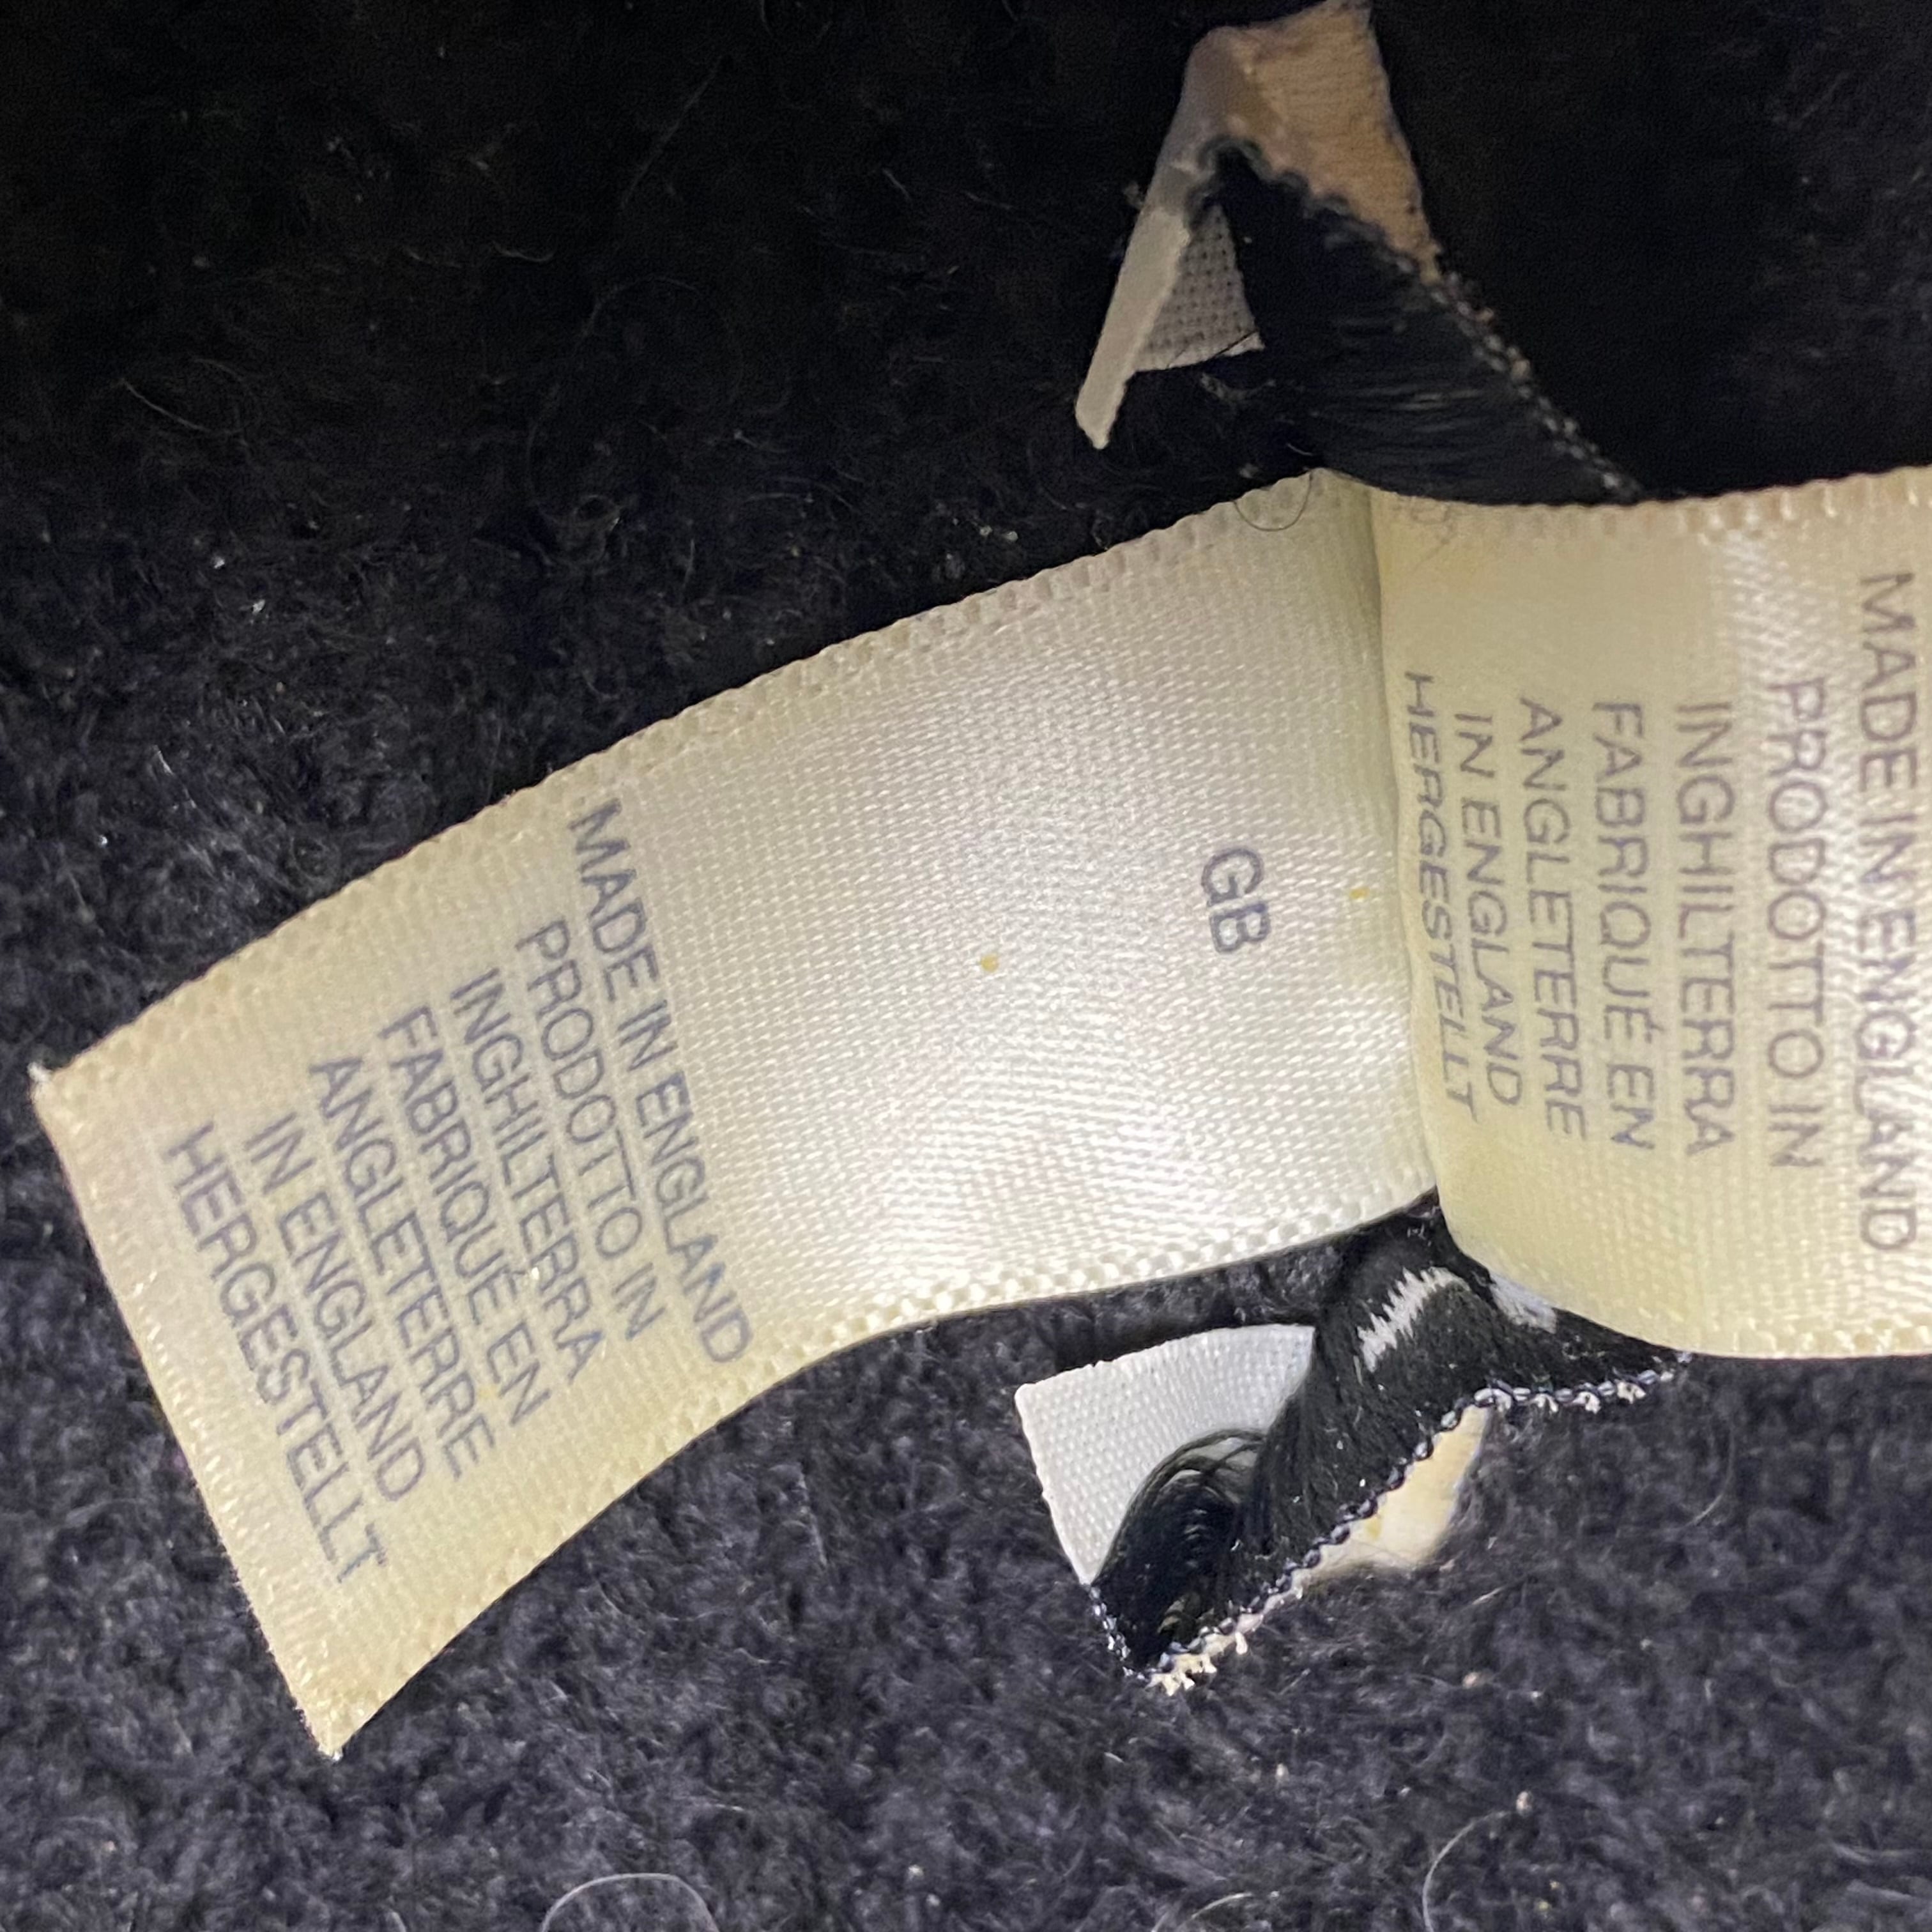 MADE IN ENGLAND
PRODOTTO IN
INGHILTERRA
FABRIQUÉ EN
ANGLETERRE
IN ENGLAND
HERGESTELLT
GB
MADE IN ENGLAND
PRODOTTO IN
INGHILTERRA
FABRIQUÉ EN
ANGLETERRE
IN ENGLAND
HERGESTELLT